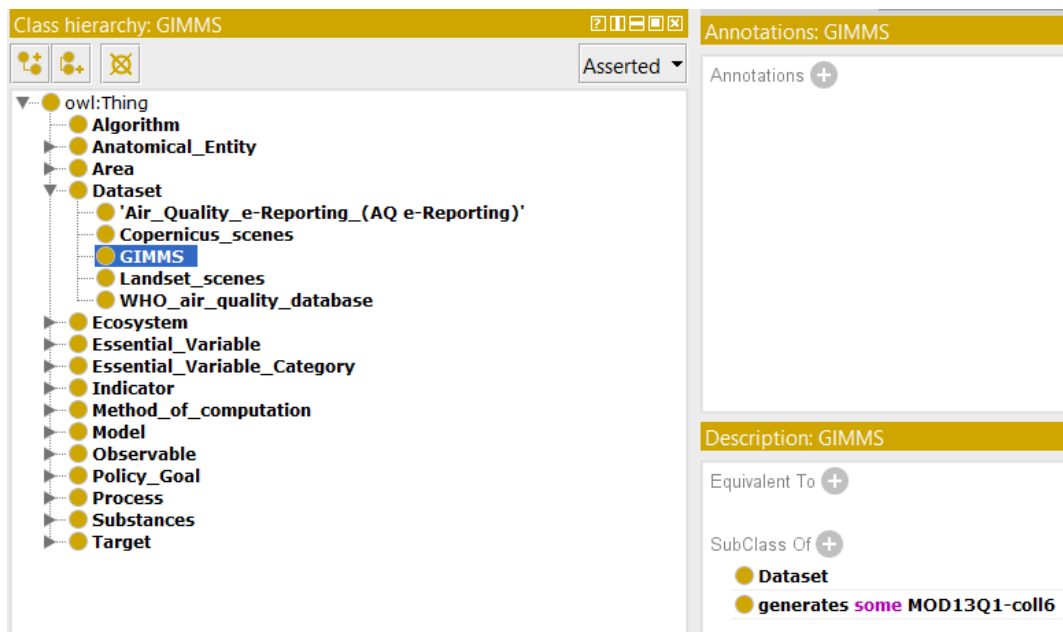 Class hierarchy: GIMMS
Asserted
owl:Thing
Algorithm
Anatomical_Entity
Area
Dataset
'Air_Quality_e-Reporting_(AQ e-Reporting)'
Copernicus_scenes
GIMMS
Landset_scenes
WHO_air_quality_database
Ecosystem
Essential_Variable
Essential_Variable_Category
Indicator
Method_of_computation
Model
Observable
Policy_Goal
Process
Substances
Target
Annotations: GIMMS
Annotations
Description: GIMMS
Equivalent To
SubClass Of
Dataset
generates some MOD13Q1-coll6